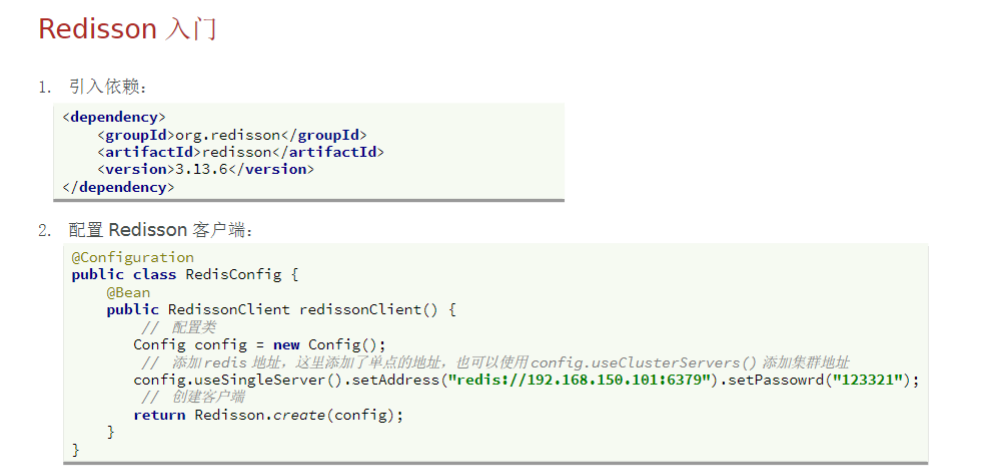 Redisson 入门
1. 引入依赖：
<dependency>
    <groupId>org.redisson</groupId>
    <artifactId>redisson</artifactId>
    <version>3.13.6</version>
</dependency>
2. 配置 Redisson 客户端：
@Configuration
public class RedisConfig {
    @Bean
    public RedissonClient redissonClient() {
        // 配置类
        Config config = new Config();
        // 添加redis地址，这里添加了单点的地址，也可以使用config.useClusterServers()添加集群地址
        config.useSingleServer().setAddress("redis://192.168.150.101:6379").setPassowrd("123321");
        // 创建客户端
        return Redisson.create(config);
    }
}